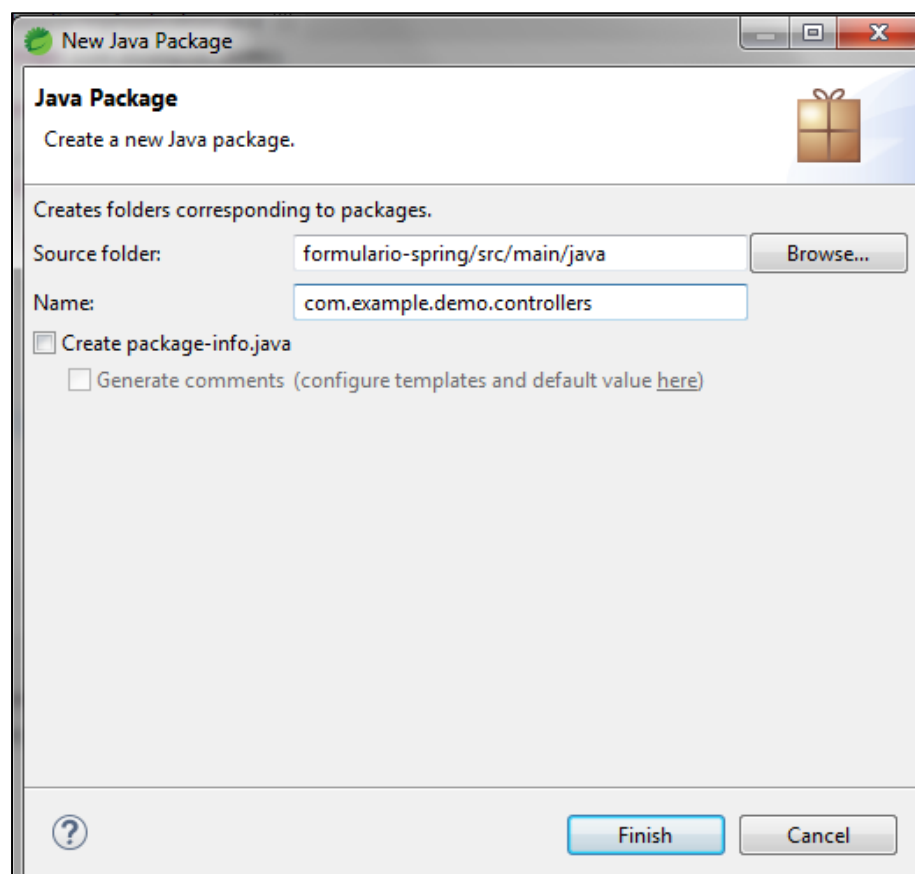 New Java Package
Java Package
Create a new Java package.
Creates folders corresponding to packages.
Source folder: formulario-spring/src/main/java Browse...
Name: com.example.demo.controllers
Create package-info.java
Generate comments (configure templates and default value here)
?
Finish Cancel